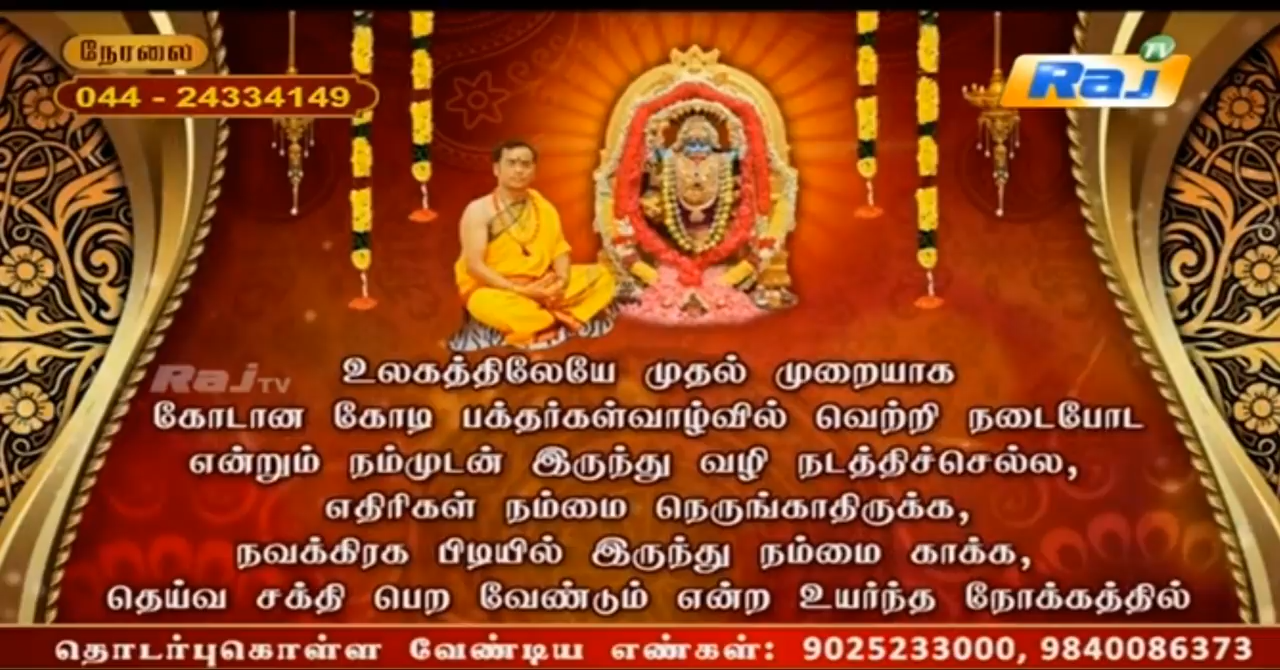 நேரலை
044 - 24334149
Raj TV
Raj TV
உலகத்திலேயே முதல் முறையாக
கோடான கோடி பக்தர்கள்வாழ்வில் வெற்றி நடைபோட
என்றும் நம்முடன் இருந்து வழி நடத்திச்செல்ல,
எதிரிகள் நம்மை நெருங்காதிருக்க,
நவக்கிரக பிடியில் இருந்து நம்மை காக்க,
தெய்வ சக்தி பெற வேண்டும் என்ற உயர்ந்த நோக்கத்தில்
தொடர்புகொள்ள வேண்டிய எண்கள்: 9025233000, 9840086373